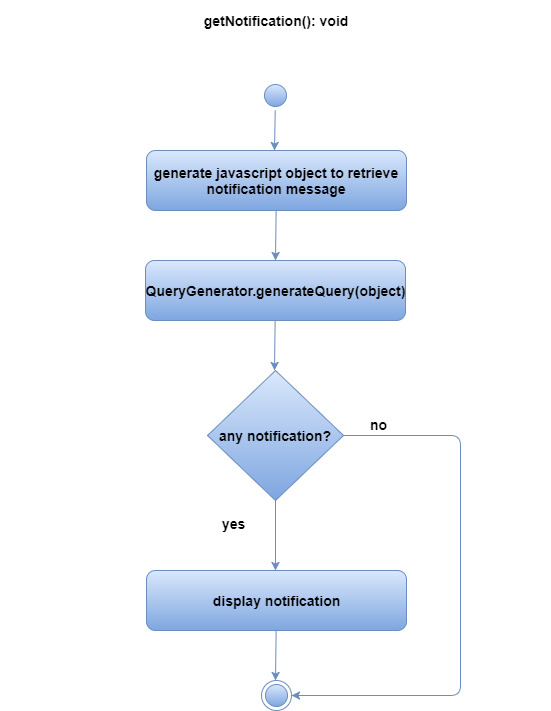 getNotification(): void
generate javascript object to retrieve
notification message
QueryGenerator.generateQuery(object)
any notification?
no
yes
display notification